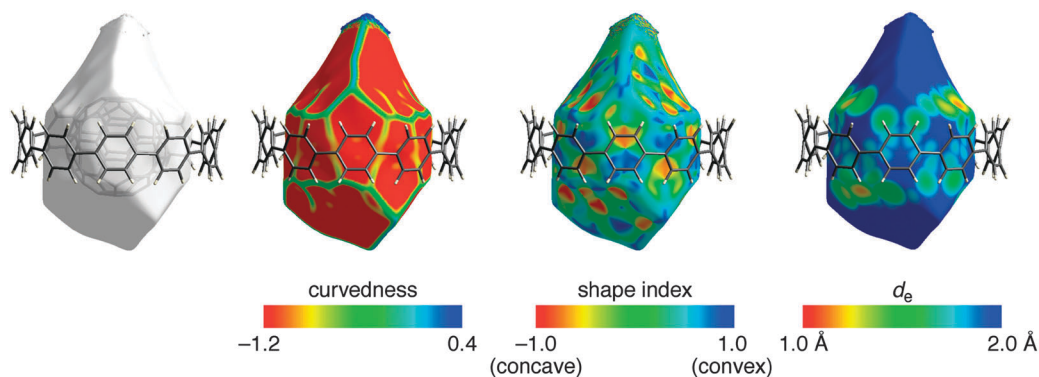 curvedness
−1.2 0.4
shape index
−1.0 1.0
(concave) (convex)
de
1.0 Å 2.0 Å